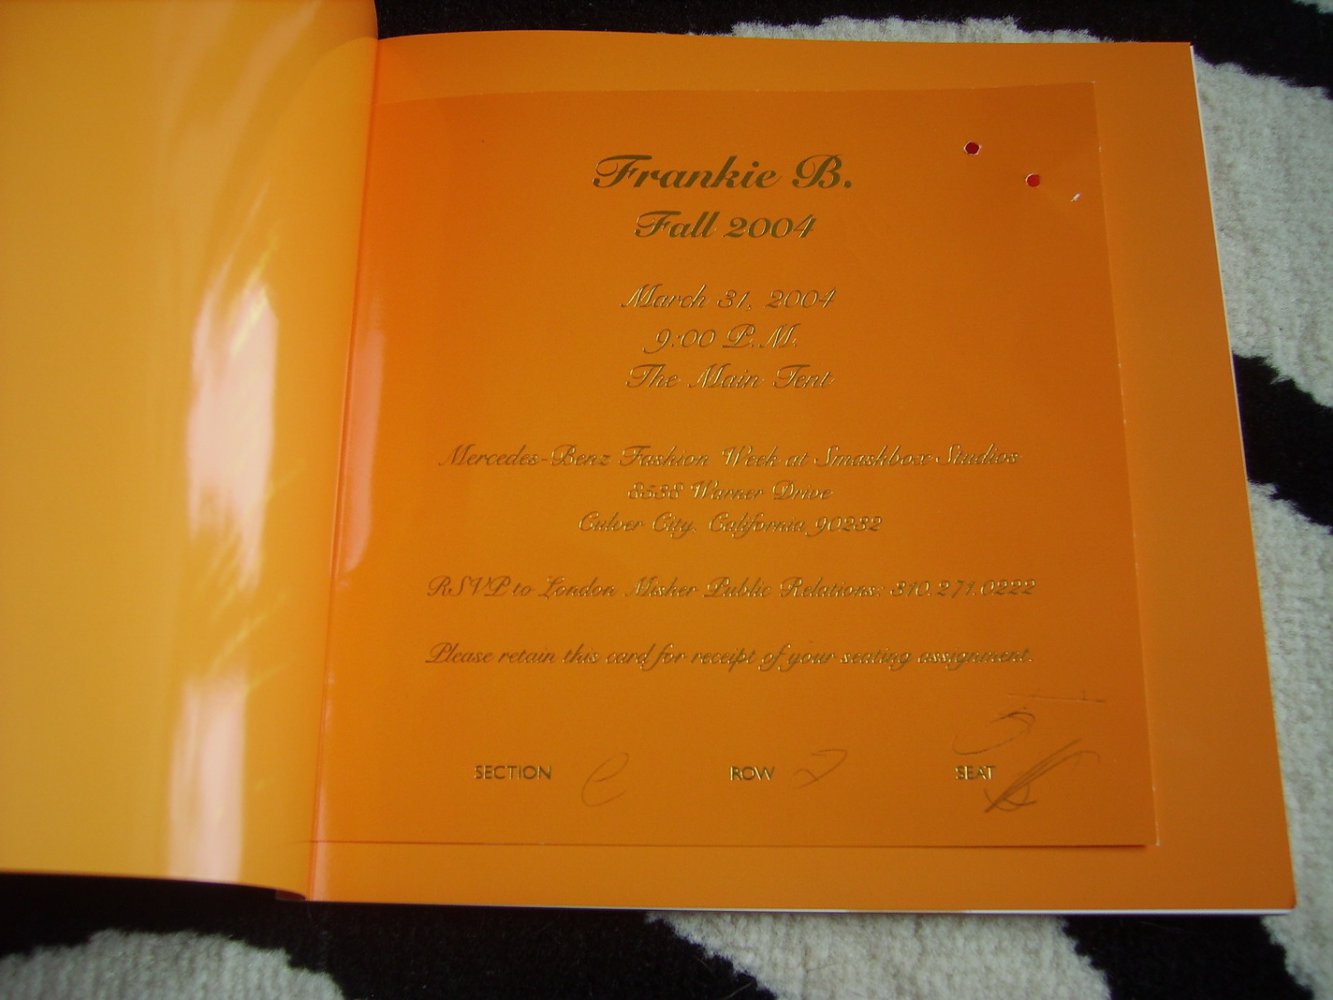 Frankie B.
Fall 2004
March 31, 2004
9:00 P.M.
The Main Tent
Mercedes-Benz Fashion Week at Smashbox Studios
8538 Warner Drive
Culver City, California 90232
RSVP to London Misher Public Relations: 310.271.0222
Please retain this card for receipt of your seating assignment.
SECTION C ROW 2 SEAT